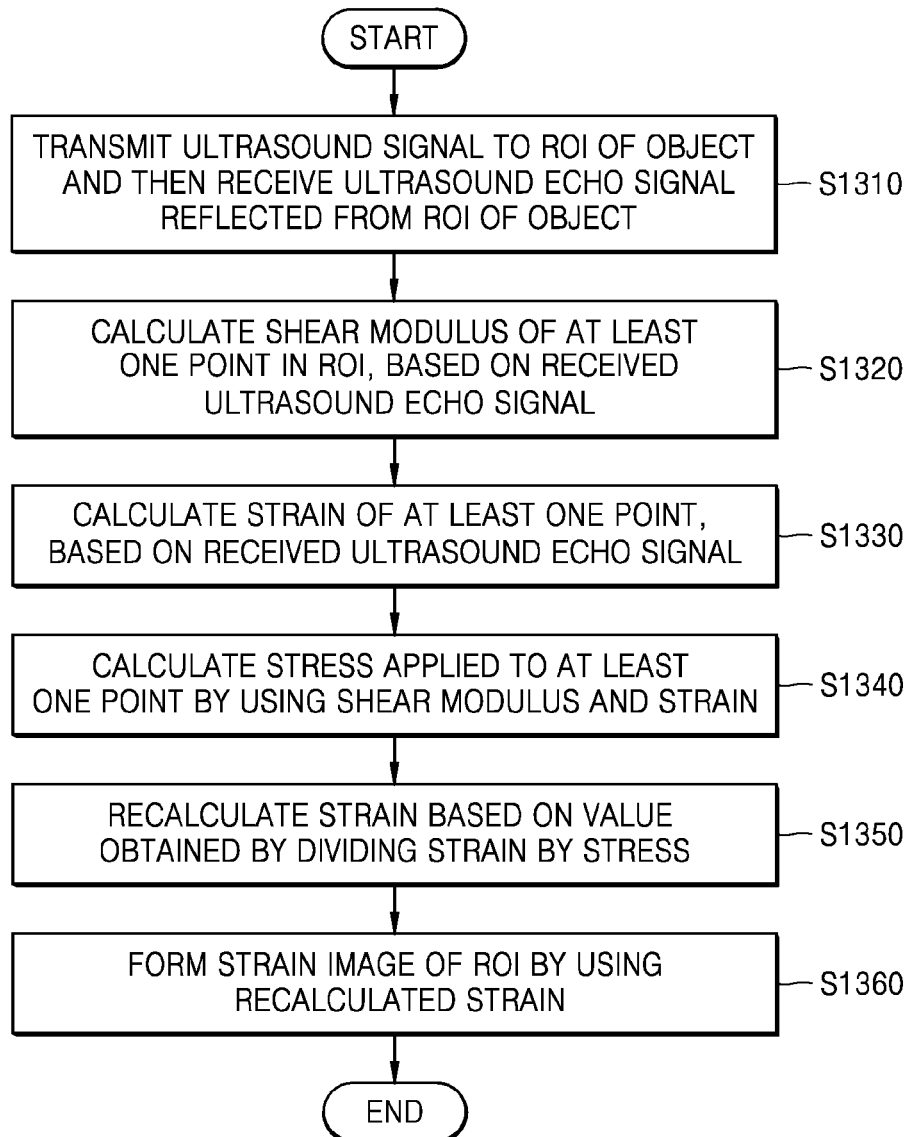 START
TRANSMIT ULTRASOUND SIGNAL TO ROI OF OBJECT
AND THEN RECEIVE ULTRASOUND ECHO SIGNAL
REFLECTED FROM ROI OF OBJECT
S1310
CALCULATE SHEAR MODULUS OF AT LEAST
ONE POINT IN ROI, BASED ON RECEIVED
ULTRASOUND ECHO SIGNAL
S1320
CALCULATE STRAIN OF AT LEAST ONE POINT,
BASED ON RECEIVED ULTRASOUND ECHO SIGNAL
S1330
CALCULATE STRESS APPLIED TO AT LEAST
ONE POINT BY USING SHEAR MODULUS AND STRAIN
S1340
RECALCULATE STRAIN BASED ON VALUE
OBTAINED BY DIVIDING STRAIN BY STRESS
S1350
FORM STRAIN IMAGE OF ROI BY USING
RECALCULATED STRAIN
S1360
END